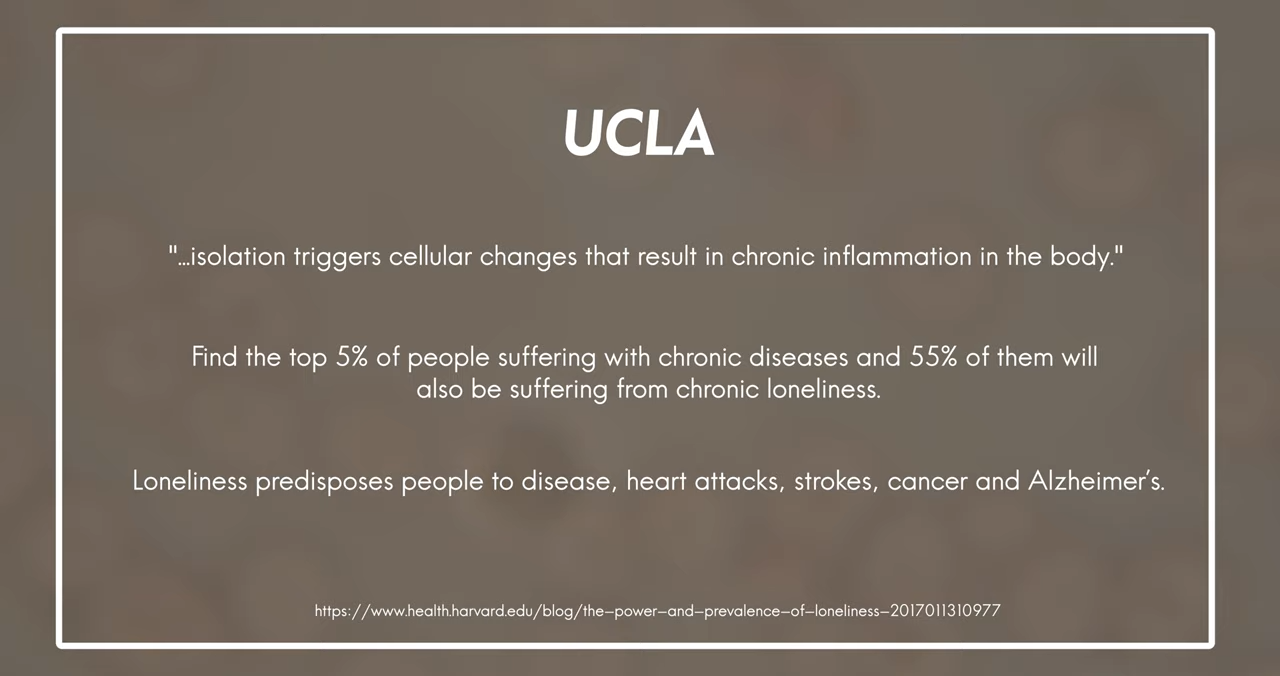 UCLA
"...isolation triggers cellular changes that result in chronic inflammation in the body."
Find the top 5% of people suffering with chronic diseases and 55% of them will
also be suffering from chronic loneliness.
Loneliness predisposes people to disease, heart attacks, strokes, cancer and Alzheimer's.
https://www.health.harvard.edu/blog/the–power–and–prevalence–of–loneliness–2017011310977